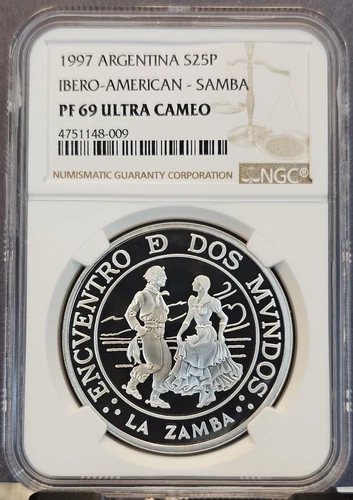 1997 ARGENTINA S25P
IBERO-AMERICAN - SAMBA
PF 69 ULTRA CAMEO
4751148-009
NUMISMATIC GUARANTY CORPORATION
NGC
ENCVENTRO Ð DOS MVNDOS
LA ZAMBA